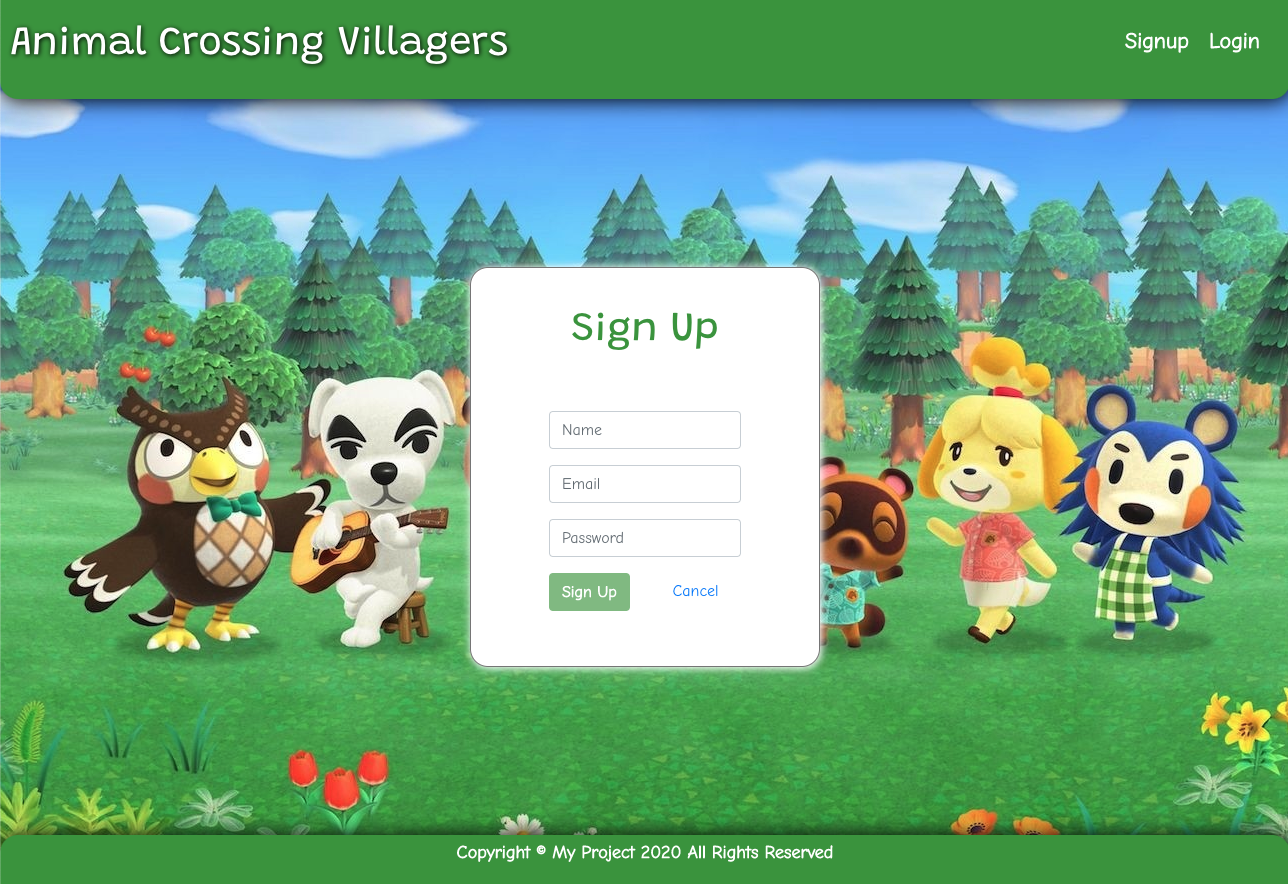 Animal Crossing Villagers
Signup Login
Sign Up
Name
Email
Password
Sign Up Cancel
Copyright © My Project 2020 All Rights Reserved